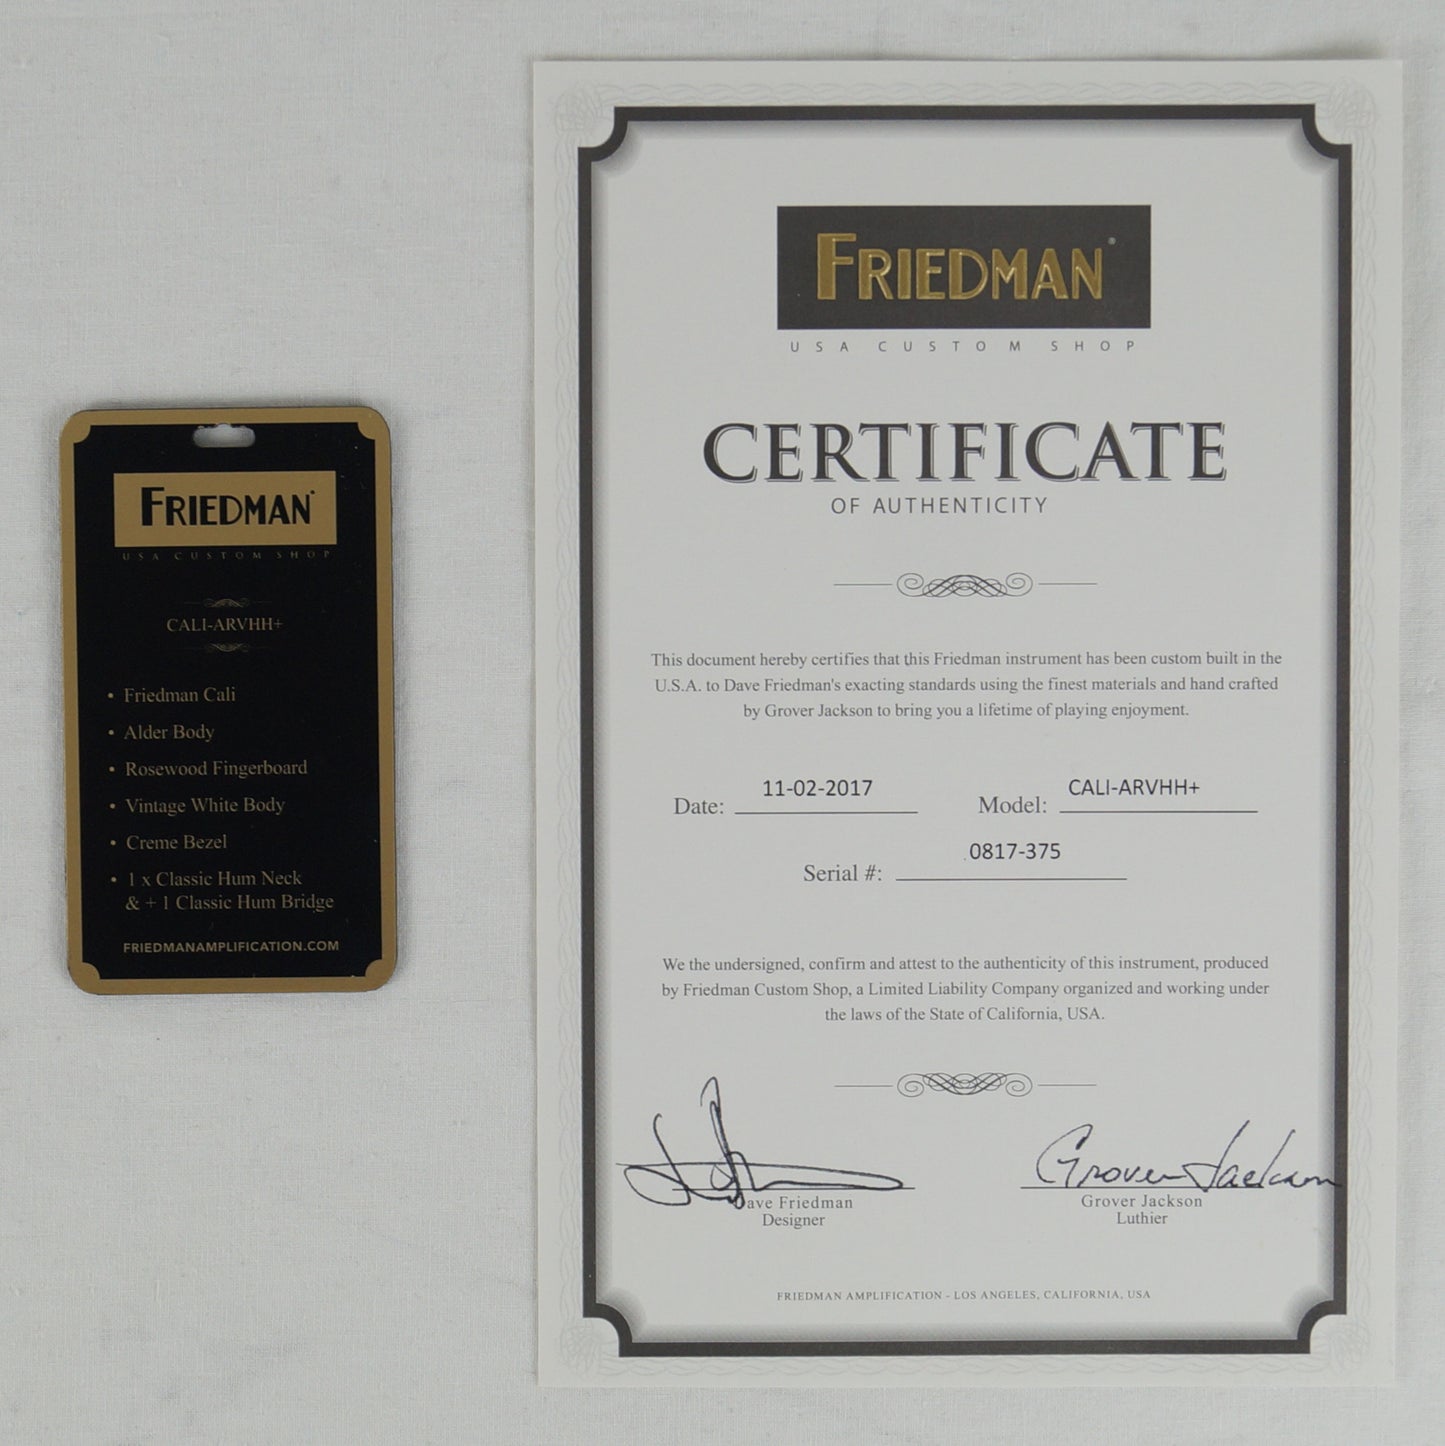 FRIEDMAN
USA CUSTOM SHOP
CALI-ARVHH+
• Friedman Cali
• Alder Body
• Rosewood Fingerboard
• Vintage White Body
• Creme Bezel
• 1 x Classic Hum Neck
& + 1 Classic Hum Bridge
FRIEDMANAMPLIFICATION.COM
FRIEDMAN®
USA CUSTOM SHOP
CERTIFICATE
OF AUTHENTICITY
This document hereby certifies that this Friedman instrument has been custom built in the
U.S.A. to Dave Friedman's exacting standards using the finest materials and hand crafted
by Grover Jackson to bring you a lifetime of playing enjoyment.
Date: 11-02-2017 Model: CALI-ARVHH+
Serial #: 0817-375
We the undersigned, confirm and attest to the authenticity of this instrument, produced
by Friedman Custom Shop, a Limited Liability Company organized and working under
the laws of the State of California, USA.
Grover Jackson
Dave Friedman Grover Jackson
Designer Luthier
FRIEDMAN AMPLIFICATION - LOS ANGELES, CALIFORNIA, USA